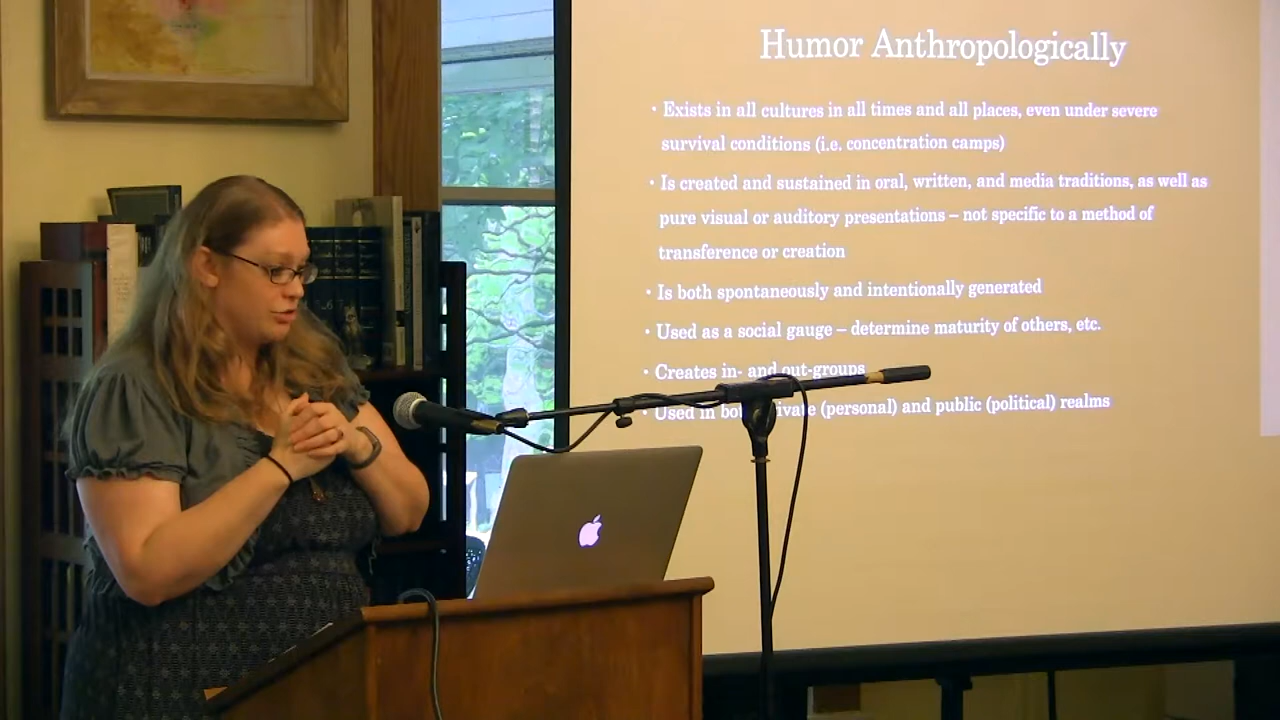 Humor Anthropologically
• Exists in all cultures in all times and all places, even under severe
survival conditions (i.e. concentration camps)
• Is created and sustained in oral, written, and media traditions, as well as
pure visual or auditory presentations – not specific to a method of
transference or creation
• Is both spontaneously and intentionally generated
• Used as a social gauge – determine maturity of others, etc.
• Creates in- and out-groups
• Used in both private (personal) and public (political) realms